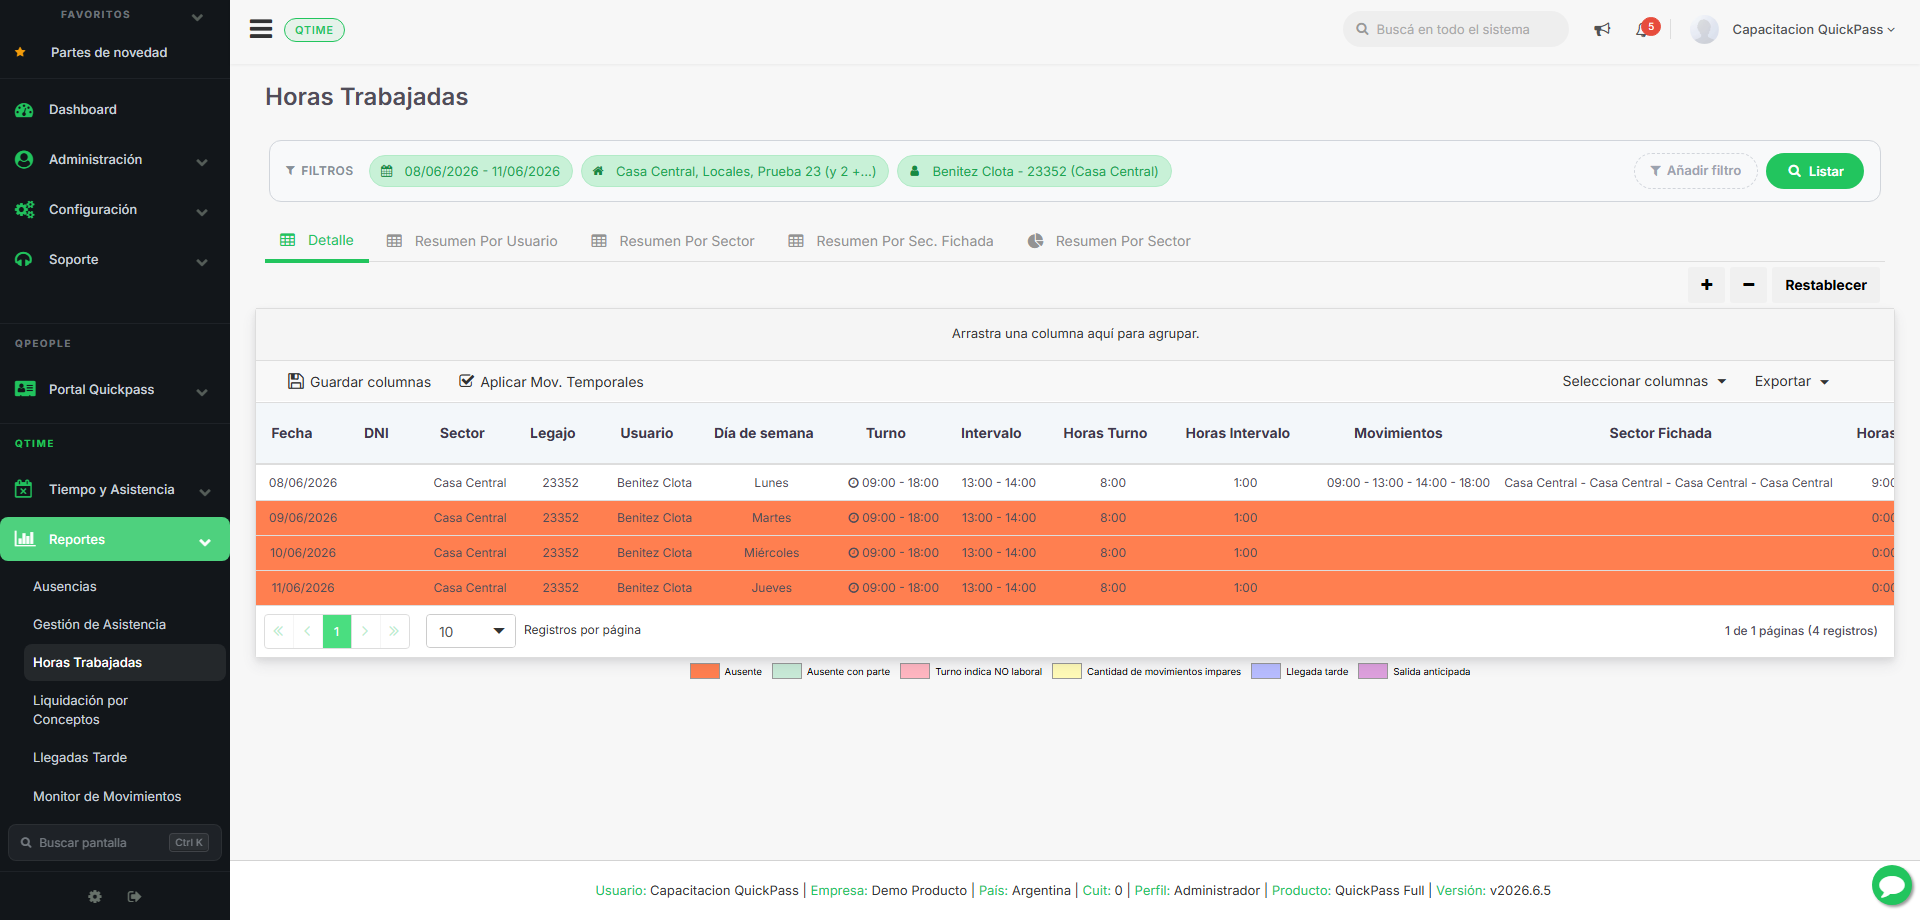 FAVORITOS
Partes de novedad
Dashboard
Administración
Configuración
Soporte
QPEOPLE
Portal Quickpass
QTIME
Tiempo y Asistencia
Reportes
Ausencias
Gestión de Asistencia
Horas Trabajadas
Liquidación por
Conceptos
Llegadas Tarde
Monitor de Movimientos
Buscar pantalla Ctrl K
QTIME
Buscá en todo el sistema
5
Capacitacion QuickPass
Horas Trabajadas
FILTROS 08/06/2026 - 11/06/2026 Casa Central, Locales, Prueba 23 (y 2 +...) Benitez Clota - 23352 (Casa Central) Añadir filtro Listar
Detalle Resumen Por Usuario Resumen Por Sector Resumen Por Sec. Fichada Resumen Por Sector
+ - Restablecer
Arrastra una columna aquí para agrupar.
Guardar columnas Aplicar Mov. Temporales Seleccionar columnas Exportar
Fecha DNI Sector Legajo Usuario Día de semana Turno Intervalo Horas Turno Horas Intervalo Movimientos Sector Fichada Horas
08/06/2026 Casa Central 23352 Benitez Clota Lunes 09:00 - 18:00 13:00 - 14:00 8:00 1:00 09:00 - 13:00 - 14:00 - 18:00 Casa Central - Casa Central - Casa Central - Casa Central 9:00
09/06/2026 Casa Central 23352 Benitez Clota Martes 09:00 - 18:00 13:00 - 14:00 8:00 1:00 0:00
10/06/2026 Casa Central 23352 Benitez Clota Miércoles 09:00 - 18:00 13:00 - 14:00 8:00 1:00 0:00
11/06/2026 Casa Central 23352 Benitez Clota Jueves 09:00 - 18:00 13:00 - 14:00 8:00 1:00 0:00
« ‹ 1 › » 10 Registros por página 1 de 1 páginas (4 registros)
Ausente Ausente con parte Turno indica NO laboral Cantidad de movimientos impares Llegada tarde Salida anticipada
Usuario: Capacitacion QuickPass | Empresa: Demo Producto | País: Argentina | Cuit: 0 | Perfil: Administrador | Producto: QuickPass Full | Versión: v2026.6.5